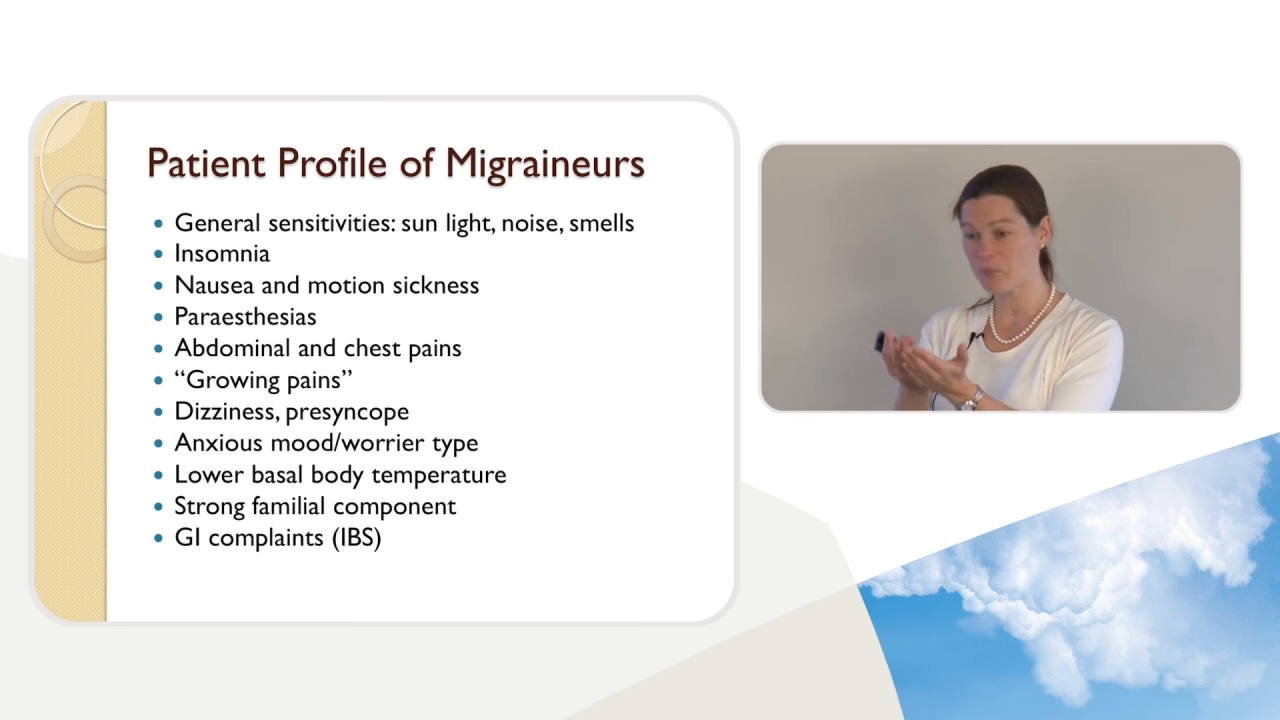 Patient Profile of Migraineurs
• General sensitivities: sun light, noise, smells
• Insomnia
• Nausea and motion sickness
• Paraesthesias
• Abdominal and chest pains
• “Growing pains”
• Dizziness, presyncope
• Anxious mood/worrier type
• Lower basal body temperature
• Strong familial component
• GI complaints (IBS)